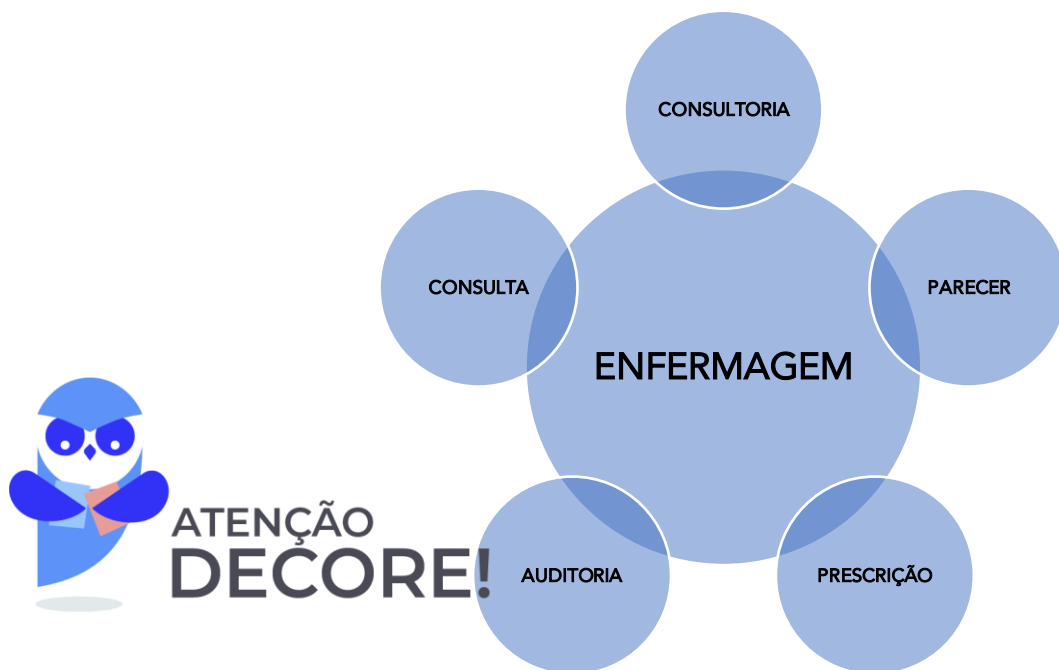 CONSULTORIA
CONSULTA
PARECER
ENFERMAGEM
ATENÇÃO
DECORE!
AUDITORIA
PRESCRIÇÃO